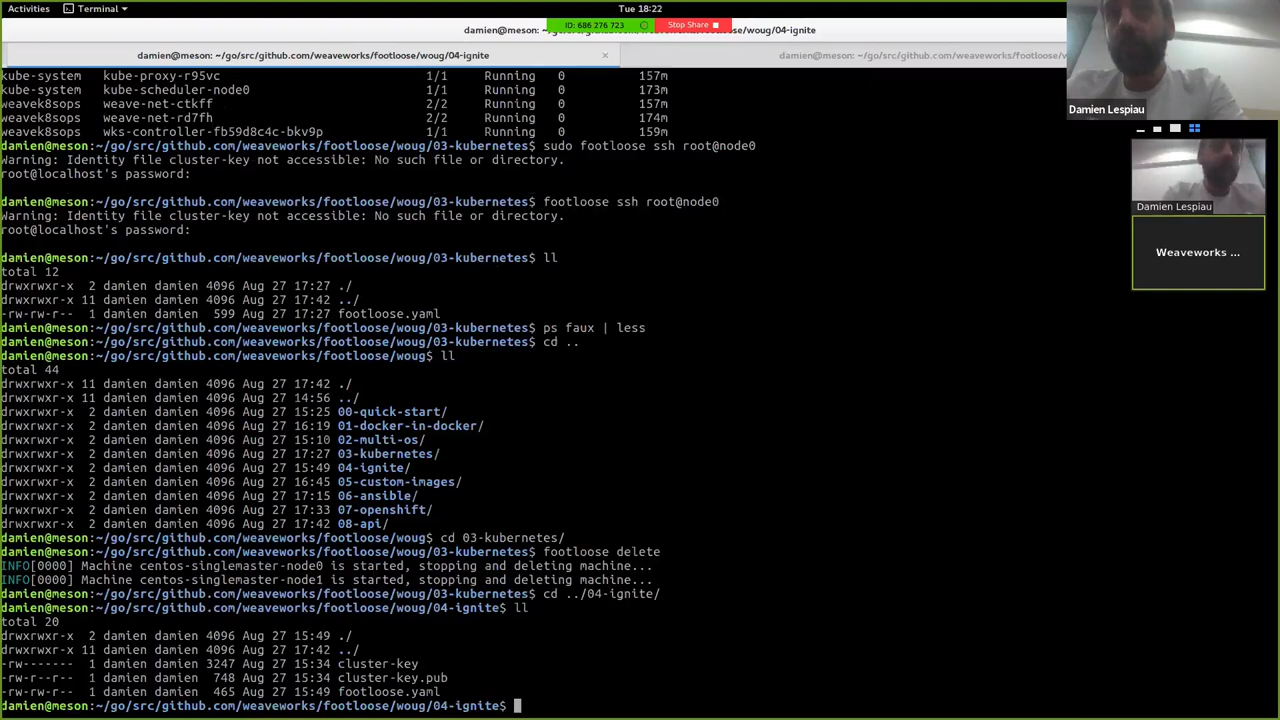 Activities Terminal Tue 18:22
ID: 686 276 723 Stop Share
damien@meson: ~/go/src/github.com/weaveworks/footloose/woug/04-ignite
damien@meson: ~/go/src/github.com/weaveworks/footloose/woug/04-ignite × damien@meson: ~/go/src/github.com/weaveworks/footloose/w
kube-system kube-proxy-r95vc 1/1 Running 0 157m
kube-system kube-scheduler-node0 1/1 Running 0 173m
weavek8sops weave-net-ctkff 2/2 Running 0 157m
weavek8sops weave-net-rd7fh 2/2 Running 0 174m
weavek8sops wks-controller-fb59d8c4c-bkv9p 1/1 Running 0 159m
damien@meson:~/go/src/github.com/weaveworks/footloose/woug/03-kubernetes$ sudo footloose ssh root@node0
Warning: Identity file cluster-key not accessible: No such file or directory.
root@localhost's password:
damien@meson:~/go/src/github.com/weaveworks/footloose/woug/03-kubernetes$ footloose ssh root@node0
Warning: Identity file cluster-key not accessible: No such file or directory.
root@localhost's password:
damien@meson:~/go/src/github.com/weaveworks/footloose/woug/03-kubernetes$ ll
total 12
drwxrwxr-x 2 damien damien 4096 Aug 27 17:27 ./
drwxrwxr-x 11 damien damien 4096 Aug 27 17:42 ../
-rw-rw-r-- 1 damien damien 599 Aug 27 17:27 footloose.yaml
damien@meson:~/go/src/github.com/weaveworks/footloose/woug/03-kubernetes$ ps faux | less
damien@meson:~/go/src/github.com/weaveworks/footloose/woug/03-kubernetes$ cd ..
damien@meson:~/go/src/github.com/weaveworks/footloose/woug$ ll
total 44
drwxrwxr-x 11 damien damien 4096 Aug 27 17:42 ./
drwxrwxr-x 11 damien damien 4096 Aug 27 14:56 ../
drwxrwxr-x 2 damien damien 4096 Aug 27 15:25 00-quick-start/
drwxrwxr-x 2 damien damien 4096 Aug 27 16:19 01-docker-in-docker/
drwxrwxr-x 2 damien damien 4096 Aug 27 15:10 02-multi-os/
drwxrwxr-x 2 damien damien 4096 Aug 27 17:27 03-kubernetes/
drwxrwxr-x 2 damien damien 4096 Aug 27 15:49 04-ignite/
drwxrwxr-x 2 damien damien 4096 Aug 27 16:45 05-custom-images/
drwxrwxr-x 2 damien damien 4096 Aug 27 17:15 06-ansible/
drwxrwxr-x 2 damien damien 4096 Aug 27 17:33 07-openshift/
drwxrwxr-x 2 damien damien 4096 Aug 27 17:42 08-api/
damien@meson:~/go/src/github.com/weaveworks/footloose/woug$ cd 03-kubernetes/
damien@meson:~/go/src/github.com/weaveworks/footloose/woug/03-kubernetes$ footloose delete
INFO[0000] Machine centos-singlemaster-node0 is started, stopping and deleting machine...
INFO[0000] Machine centos-singlemaster-node1 is started, stopping and deleting machine...
damien@meson:~/go/src/github.com/weaveworks/footloose/woug/03-kubernetes$ cd ../04-ignite/
damien@meson:~/go/src/github.com/weaveworks/footloose/woug/04-ignite$ ll
total 20
drwxrwxr-x 2 damien damien 4096 Aug 27 15:49 ./
drwxrwxr-x 11 damien damien 4096 Aug 27 17:42 ../
-rw------- 1 damien damien 3247 Aug 27 15:34 cluster-key
-rw-r--r-- 1 damien damien 748 Aug 27 15:34 cluster-key.pub
-rw-rw-r-- 1 damien damien 465 Aug 27 15:49 footloose.yaml
damien@meson:~/go/src/github.com/weaveworks/footloose/woug/04-ignite$
Damien Lespiau
Damien Lespiau
Weaveworks ...